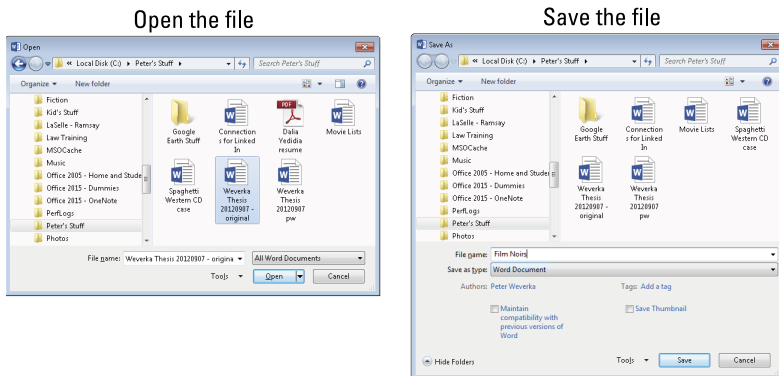 Open the file
Open
Local Disk (C:) ▸ Peter's Stuff ▸
Search Peter's Stuff
Organize
New folder
Fiction
Kid's Stuff
LaSelle - Ramsay
Law Training
MSOCache
Music
Office 2005 - Home and Stude
Office 2015 - Dummies
Office 2015 - OneNote
PerfLogs
Peter's Stuff
Photos
Google
Earth Stuff
Connection
s for Linked
In
PDF
Dalia
Yedidia
resume
Movie Lists
Spaghetti
Western CD
case
Weverka
Thesis
20120907 -
original
Weverka
Thesis
20120907
pw
File name: Weverka Thesis 20120907 - origina
All Word Documents
Tools
Open
Cancel
Save the file
Save As
Local Disk (C:) ▸ Peter's Stuff ▸
Search Peter's Stuff
Organize
New folder
Fiction
Kid's Stuff
LaSelle - Ramsay
Law Training
MSOCache
Music
Office 2005 - Home and Studen
Office 2015 - Dummies
Office 2015 - OneNote
PerfLogs
Peter's Stuff
Photos
Google
Earth Stuff
Connection
s for Linked
In
Movie Lists
Spaghetti
Western CD
case
Weverka
Thesis
20120907 -
original
Weverka
Thesis
20120907
pw
File name: Film Noirs
Save as type: Word Document
Authors: Peter Weverka
Tags: Add a tag
Maintain
compatibility with
previous versions of
Word
Save Thumbnail
Hide Folders
Tools
Save
Cancel